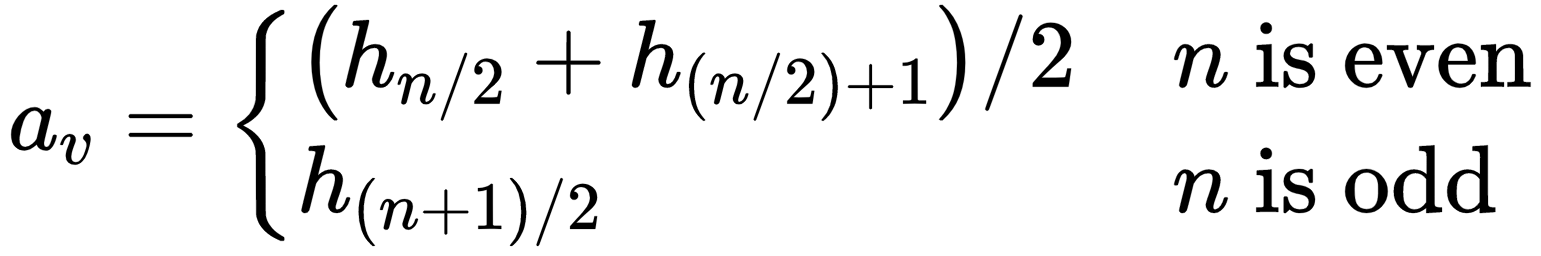 a_v = { (h_{n/2} + h_{(n/2)+1})/2 n is even
h_{(n+1)/2} n is odd